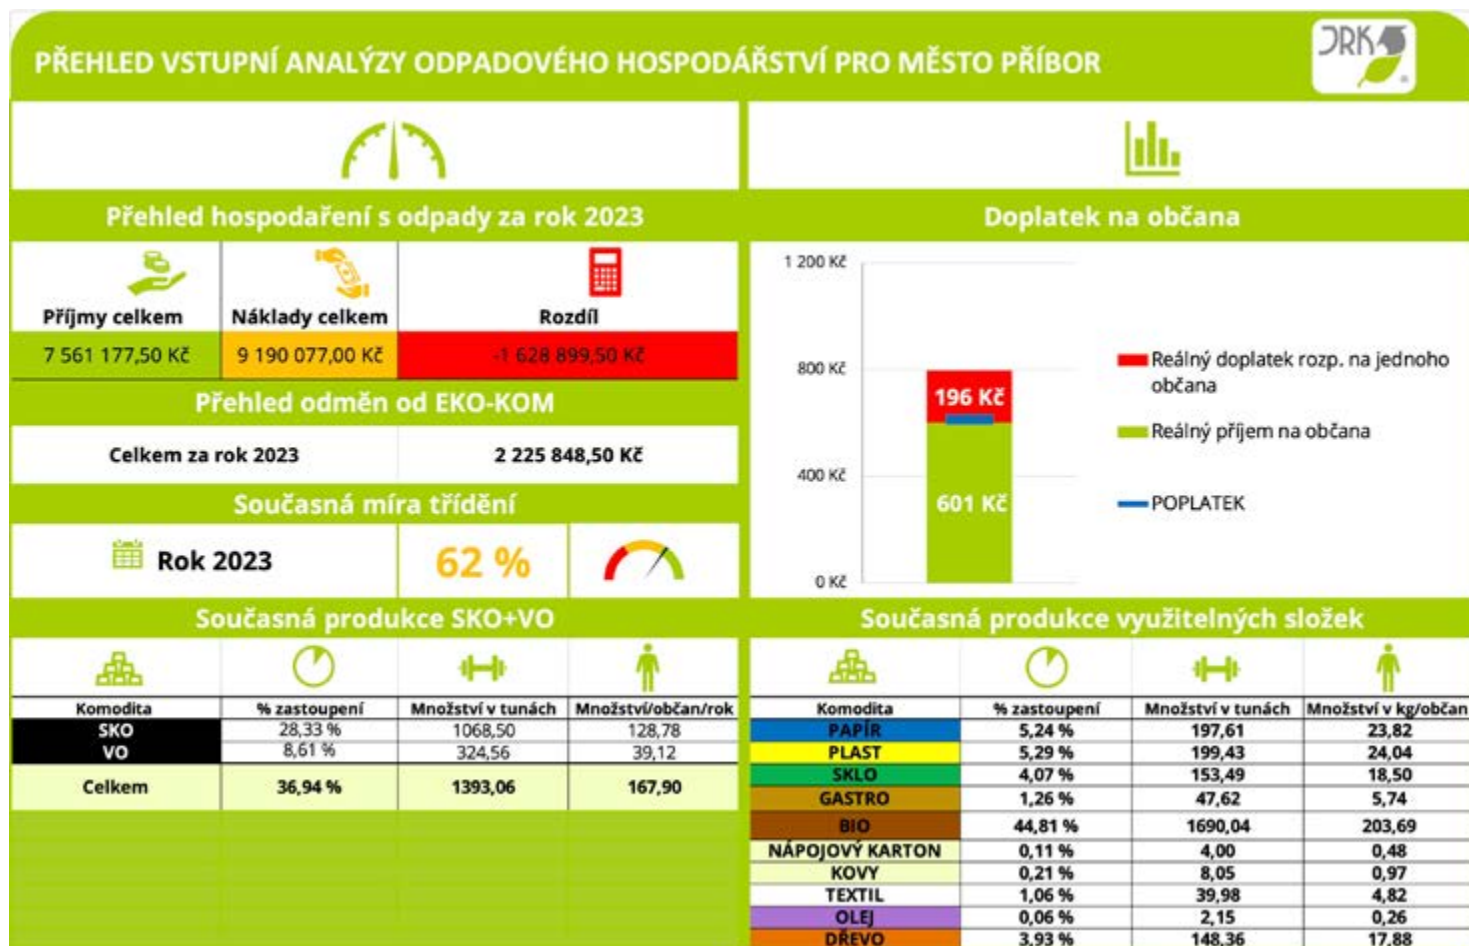 PŘEHLED VSTUPNÍ ANALÝZY ODPADOVÉHO HOSPODÁŘSTVÍ PRO MĚSTO PŘÍBOR
JRK
Přehled hospodaření s odpady za rok 2023
Příjmy celkem Náklady celkem Rozdíl
7 561 177,50 Kč 9 190 077,00 Kč -1 628 899,50 Kč
Přehled odměn od EKO-KOM
Celkem za rok 2023 2 225 848,50 Kč
Současná míra třídění
Rok 2023 62 %
Doplatek na občana
1 200 Kč
800 Kč
400 Kč
0 Kč
196 Kč
601 Kč
Reálný doplatek rozp. na jednoho
občana
Reálný příjem na občana
POPLATEK
Současná produkce SKO+VO
Komodita % zastoupení Množství v tunách Množství/občan/rok
SKO 28,33 % 1068,50 128,78
VO 8,61 % 324,56 39,12
Celkem 36,94 % 1393,06 167,90
Současná produkce využitelných složek
Komodita % zastoupení Množství v tunách Množství v kg/občan
PAPÍR 5,24 % 197,61 23,82
PLAST 5,29 % 199,43 24,04
SKLO 4,07 % 153,49 18,50
GASTRO 1,26 % 47,62 5,74
BIO 44,81 % 1690,04 203,69
NÁPOJOVÝ KARTON 0,11 % 4,00 0,48
KOVY 0,21 % 8,05 0,97
TEXTIL 1,06 % 39,98 4,82
OLEJ 0,06 % 2,15 0,26
DŘEVO 3,93 % 148,36 17,88